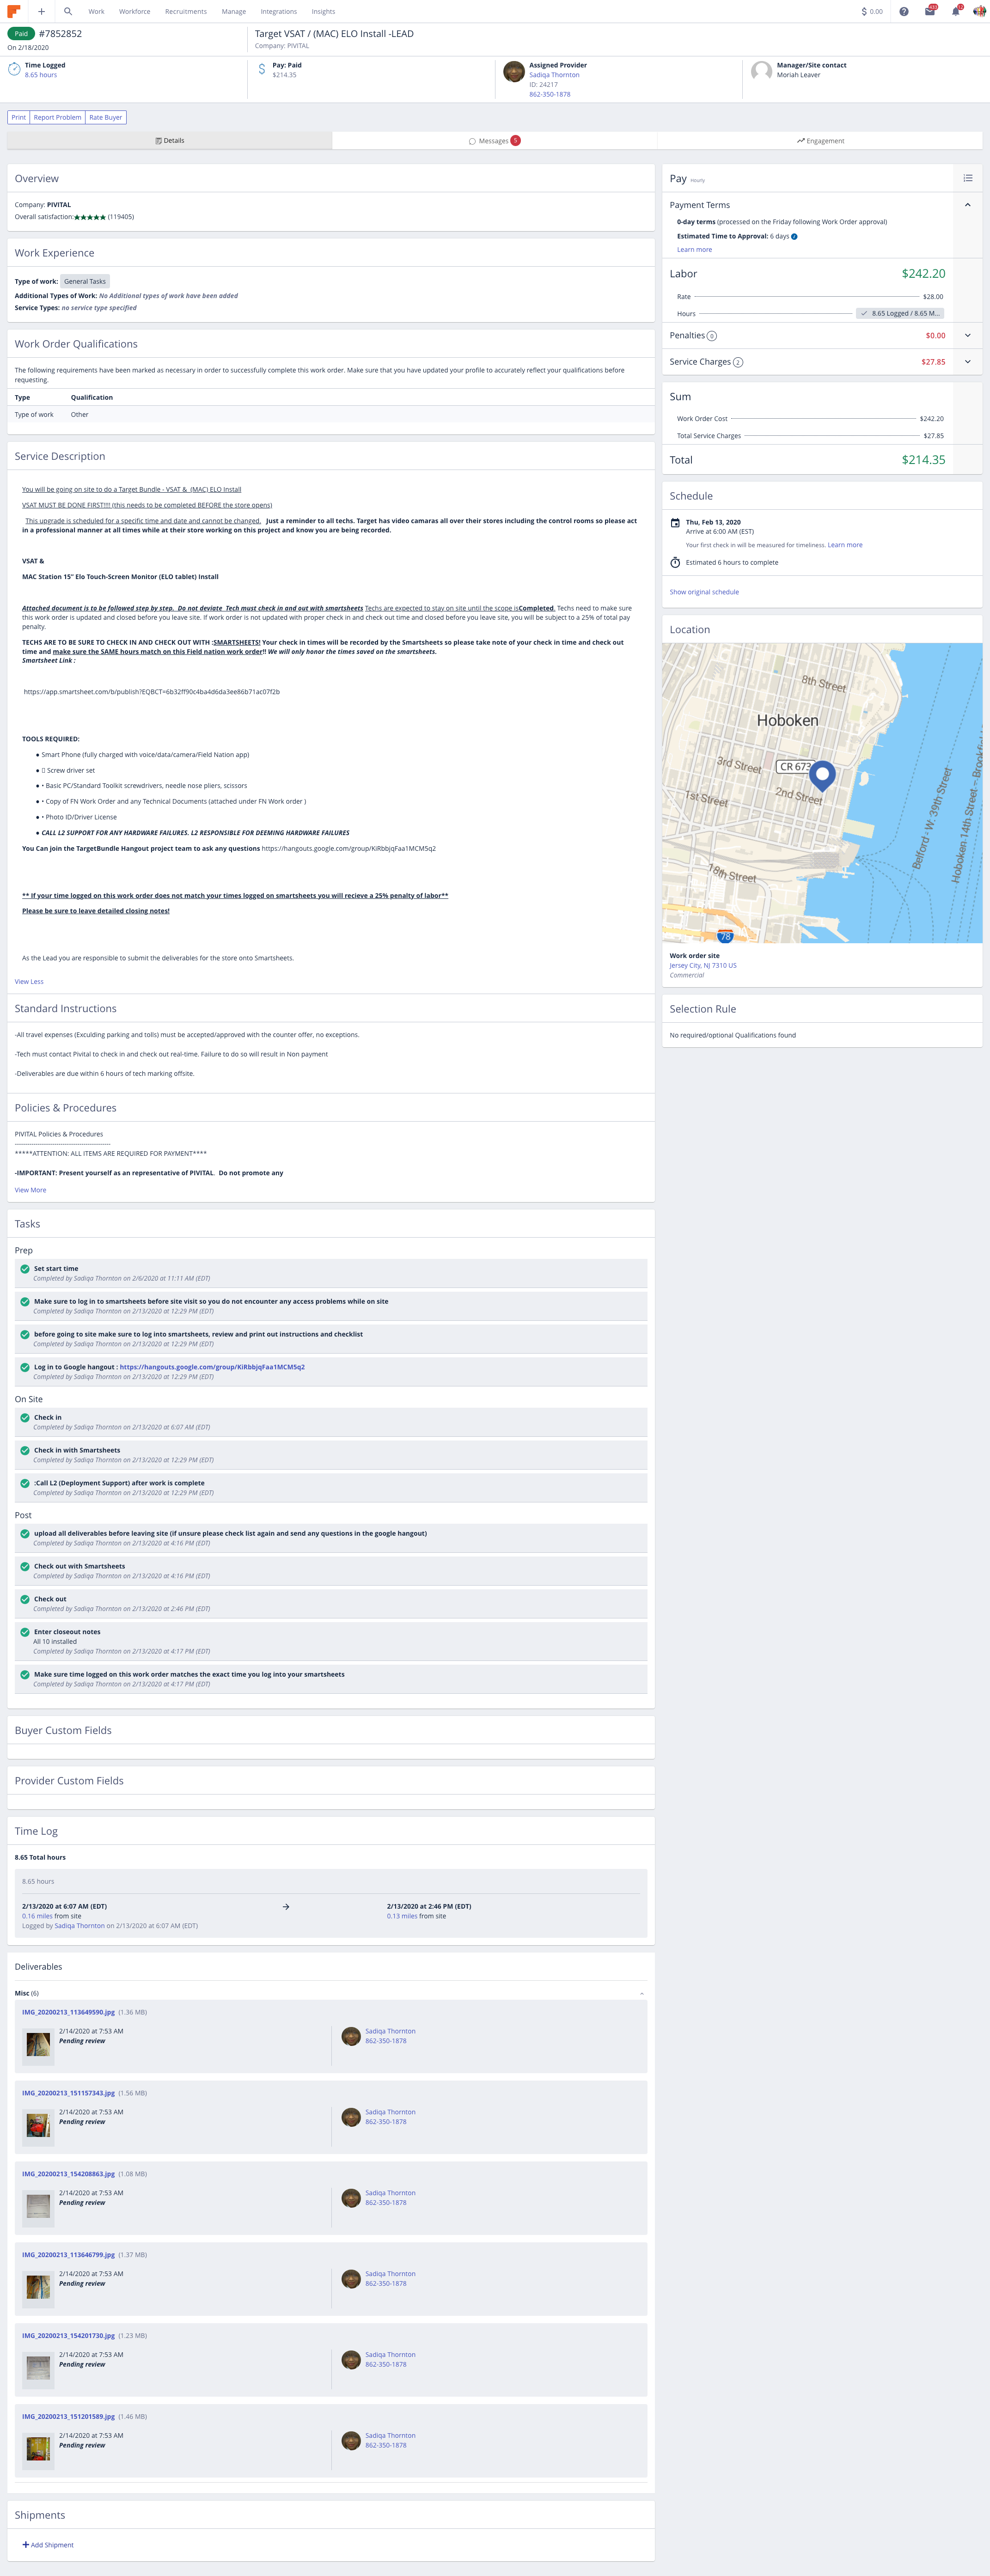 Work Workforce Recruitments Manage Integrations Insights
$ 0.00
Paid #7852852
On 2/18/2020
Target VSAT / (MAC) ELO Install -LEAD
Company: PIVITAL
Time Logged
8.65 hours
Pay: Paid
$214.35
Assigned Provider
Sadiqa Thornton
ID: 24217
862-350-1878
Manager/Site contact
Moriah Leaver
Print Report Problem Rate Buyer
Details Messages 5 Engagement
Overview
Company: PIVITAL
Overall satisfaction: (119405)
Work Experience
Type of work: General Tasks
Additional Types of Work: No Additional types of work have been added
Service Types: no service type specified
Work Order Qualifications
The following requirements have been marked as necessary in order to successfully complete this work order. Make sure that you have updated your profile to accurately reflect your qualifications before
requesting.
Type Qualification
Type of work Other
Service Description
You will be going on site to do a Target Bundle - VSAT & (MAC) ELO Install
VSAT MUST BE DONE FIRST!!!! (this needs to be completed BEFORE the store opens)
This upgrade is scheduled for a specific time and date and cannot be changed. Just a reminder to all techs. Target has video camaras all over their stores including the control rooms so please act
in a professional manner at all times while at their store working on this project and know you are being recorded.
VSAT &
MAC Station 15" Elo Touch-Screen Monitor (ELO tablet) Install
Attached document is to be followed step by step. Do not deviate Tech must check in and out with smartsheets Techs are expected to stay on site until the scope isCompleted. Techs need to make sure
this work order is updated and closed before you leave site. If work order is not updated with proper check in and check out time and closed before you leave site, you will be subject to a 25% of total pay
penalty.
TECHS ARE TO BE SURE TO CHECK IN AND CHECK OUT WITH :SMARTSHEETS! Your check in times will be recorded by the Smartsheets so please take note of your check in time and check out
time and make sure the SAME hours match on this Field nation work order!! We will only honor the times saved on the smartsheets.
Smartsheet Link :
https://app.smartsheet.com/b/publish?EQBCT=6b32ff90c4ba4d6da3ee86b71ac07f2b
TOOLS REQUIRED:
● Smart Phone (fully charged with voice/data/camera/Field Nation app)
● Screw driver set
● • Basic PC/Standard Toolkit screwdrivers, needle nose pliers, scissors
● • Copy of FN Work Order and any Technical Documents (attached under FN Work order )
● • Photo ID/Driver License
● CALL L2 SUPPORT FOR ANY HARDWARE FAILURES. L2 RESPONSIBLE FOR DEEMING HARDWARE FAILURES
You Can join the TargetBundle Hangout project team to ask any questions https://hangouts.google.com/group/KiRbbjqFaa1MCM5q2
** If your time logged on this work order does not match your times logged on smartsheets you will recieve a 25% penalty of labor**
Please be sure to leave detailed closing notes!
As the Lead you are responsible to submit the deliverables for the store onto Smartsheets.
View Less
Standard Instructions
-All travel expenses (Exculding parking and tolls) must be accepted/approved with the counter offer, no exceptions.
-Tech must contact Pivital to check in and check out real-time. Failure to do so will result in Non payment
-Deliverables are due within 6 hours of tech marking offsite.
Policies & Procedures
PIVITAL Policies & Procedures
------------------------------------------------
*****ATTENTION: ALL ITEMS ARE REQUIRED FOR PAYMENT****
-IMPORTANT: Present yourself as an representative of PIVITAL. Do not promote any
View More
Tasks
Prep
Set start time
Completed by Sadiqa Thornton on 2/6/2020 at 11:11 AM (EDT)
Make sure to log in to smartsheets before site visit so you do not encounter any access problems while on site
Completed by Sadiqa Thornton on 2/13/2020 at 12:29 PM (EDT)
before going to site make sure to log into smartsheets, review and print out instructions and checklist
Completed by Sadiqa Thornton on 2/13/2020 at 12:29 PM (EDT)
Log in to Google hangout : https://hangouts.google.com/group/KiRbbjqFaa1MCM5q2
Completed by Sadiqa Thornton on 2/13/2020 at 12:29 PM (EDT)
On Site
Check in
Completed by Sadiqa Thornton on 2/13/2020 at 6:07 AM (EDT)
Check in with Smartsheets
Completed by Sadiqa Thornton on 2/13/2020 at 12:29 PM (EDT)
:Call L2 (Deployment Support) after work is complete
Completed by Sadiqa Thornton on 2/13/2020 at 12:29 PM (EDT)
Post
upload all deliverables before leaving site (if unsure please check list again and send any questions in the google hangout)
Completed by Sadiqa Thornton on 2/13/2020 at 4:16 PM (EDT)
Check out with Smartsheets
Completed by Sadiqa Thornton on 2/13/2020 at 4:16 PM (EDT)
Check out
Completed by Sadiqa Thornton on 2/13/2020 at 2:46 PM (EDT)
Enter closeout notes
All 10 installed
Completed by Sadiqa Thornton on 2/13/2020 at 4:17 PM (EDT)
Make sure time logged on this work order matches the exact time you log into your smartsheets
Completed by Sadiqa Thornton on 2/13/2020 at 4:17 PM (EDT)
Buyer Custom Fields
Provider Custom Fields
Time Log
8.65 Total hours
8.65 hours
2/13/2020 at 6:07 AM (EDT) 2/13/2020 at 2:46 PM (EDT)
0.16 miles from site 0.13 miles from site
Logged by Sadiqa Thornton on 2/13/2020 at 6:07 AM (EDT)
Deliverables
Misc (6)
IMG_20200213_113649590.jpg (1.36 MB)
2/14/2020 at 7:53 AM Sadiqa Thornton
Pending review 862-350-1878
IMG_20200213_151157343.jpg (1.56 MB)
2/14/2020 at 7:53 AM Sadiqa Thornton
Pending review 862-350-1878
IMG_20200213_154208863.jpg (1.08 MB)
2/14/2020 at 7:53 AM Sadiqa Thornton
Pending review 862-350-1878
IMG_20200213_113646799.jpg (1.37 MB)
2/14/2020 at 7:53 AM Sadiqa Thornton
Pending review 862-350-1878
IMG_20200213_154201730.jpg (1.23 MB)
2/14/2020 at 7:53 AM Sadiqa Thornton
Pending review 862-350-1878
IMG_20200213_151201589.jpg (1.46 MB)
2/14/2020 at 7:53 AM Sadiqa Thornton
Pending review 862-350-1878
Shipments
+ Add Shipment
Pay Hourly
Payment Terms
0-day terms (processed on the Friday following Work Order approval)
Estimated Time to Approval: 6 days
Learn more
Labor $242.20
Rate $28.00
Hours 8.65 Logged / 8.65 M...
Penalties 0 $0.00
Service Charges 2 $27.85
Sum
Work Order Cost $242.20
Total Service Charges $27.85
Total $214.35
Schedule
Thu, Feb 13, 2020
Arrive at 6:00 AM (EST)
Your first check in will be measured for timeliness. Learn more
Estimated 6 hours to complete
Show original schedule
Location
8th Street
Hoboken
3rd Street
CR 673
2nd Street
1st Street
18th Street
Belford - W. 39th Street
Hoboken 14th Street - Brookf
78
Work order site
Jersey City, NJ 7310 US
Commercial
Selection Rule
No required/optional Qualifications found